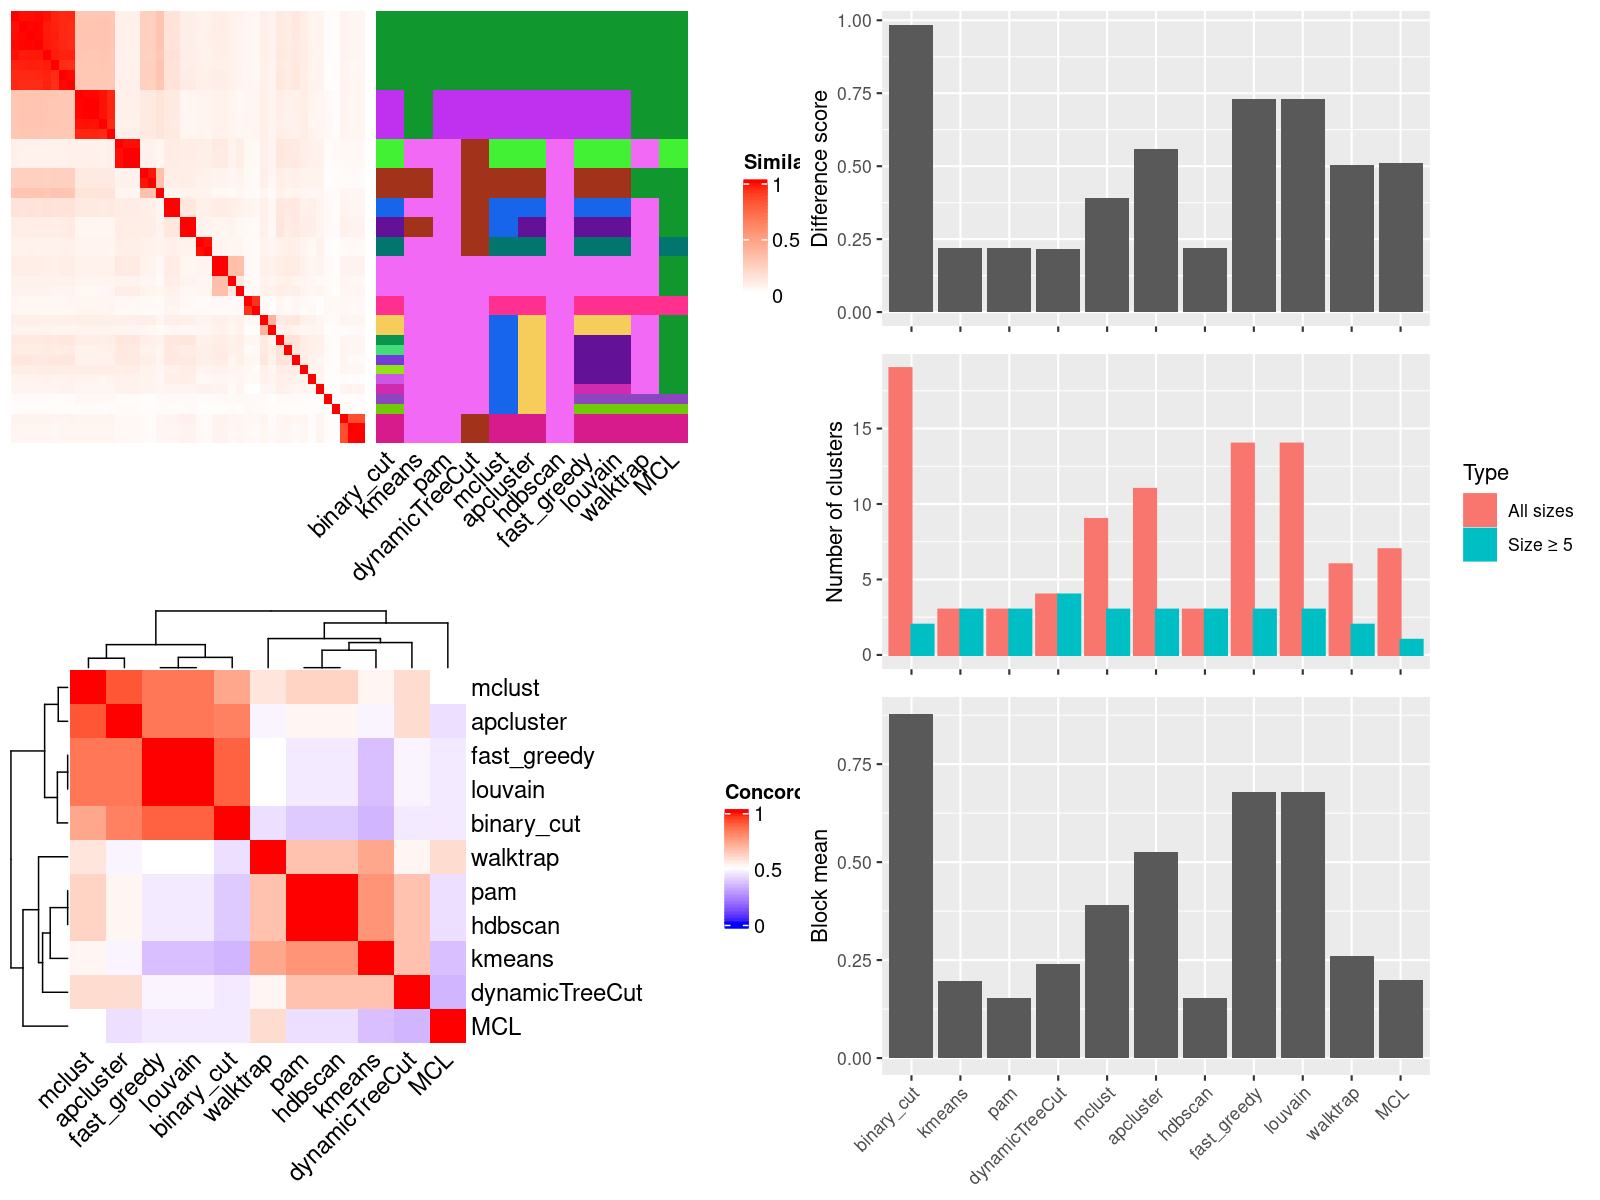 Simila
1
0.5
0
binary_cut
kmeans
pam
dynamicTreeCut
mclust
apcluster
hdbscan
fast_greedy
louvain
walktrap
MCL
mclust
apcluster
fast_greedy
louvain
binary_cut
walktrap
pam
hdbscan
kmeans
dynamicTreeCut
MCL
Concord
1
0.5
0
mclust
apcluster
fast_greedy
louvain
binary_cut
walktrap
pam
hdbscan
kmeans
dynamicTreeCut
MCL
Difference score
1.00
0.75
0.50
0.25
0.00
Number of clusters
15
10
5
0
Type
All sizes
Size ≥ 5
Block mean
0.75
0.50
0.25
0.00
binary_cut
kmeans
pam
dynamicTreeCut
mclust
apcluster
hdbscan
fast_greedy
louvain
walktrap
MCL